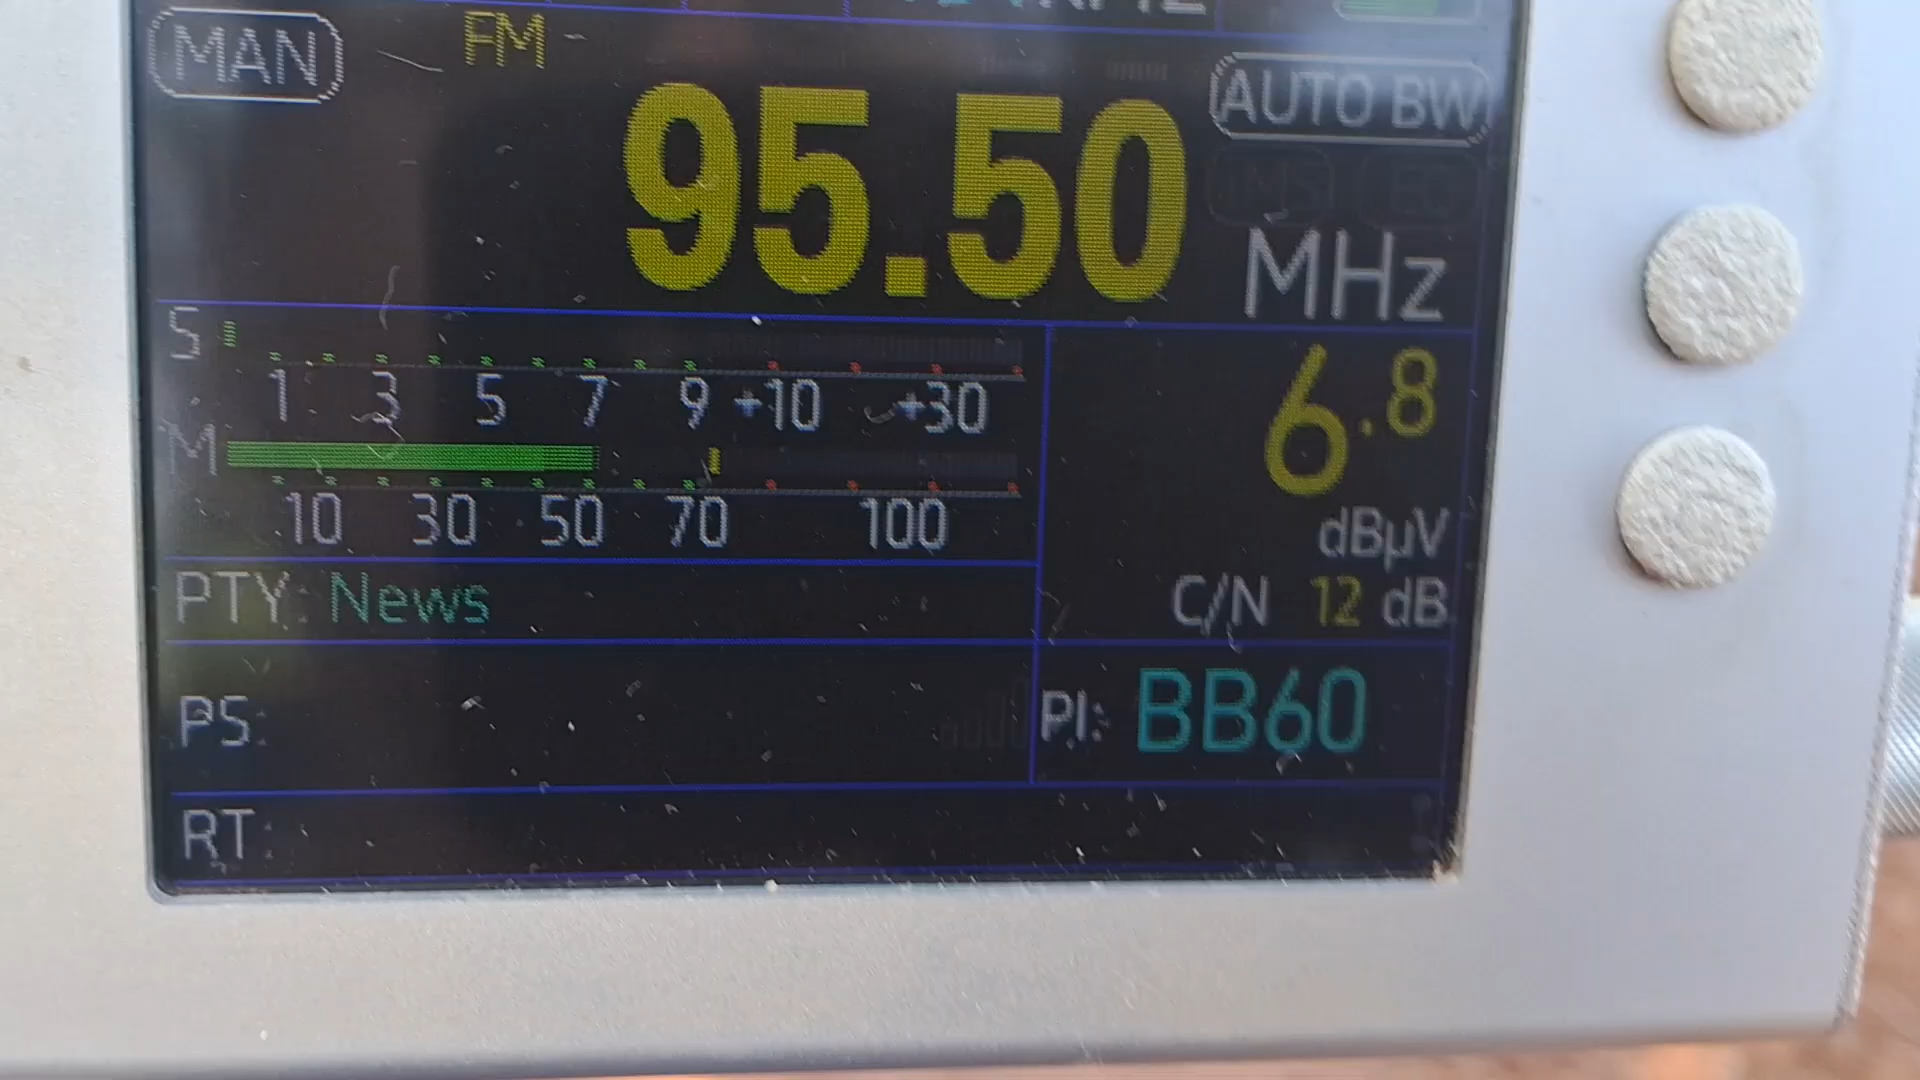 MAN FM AUTO BW
95.50 MHz
S
1 3 5 7 9 +10 +30
M
10 30 50 70 100
6.8
dBµV
C/N 12 dB
PTY: News
PS:
PI: BB60
RT: